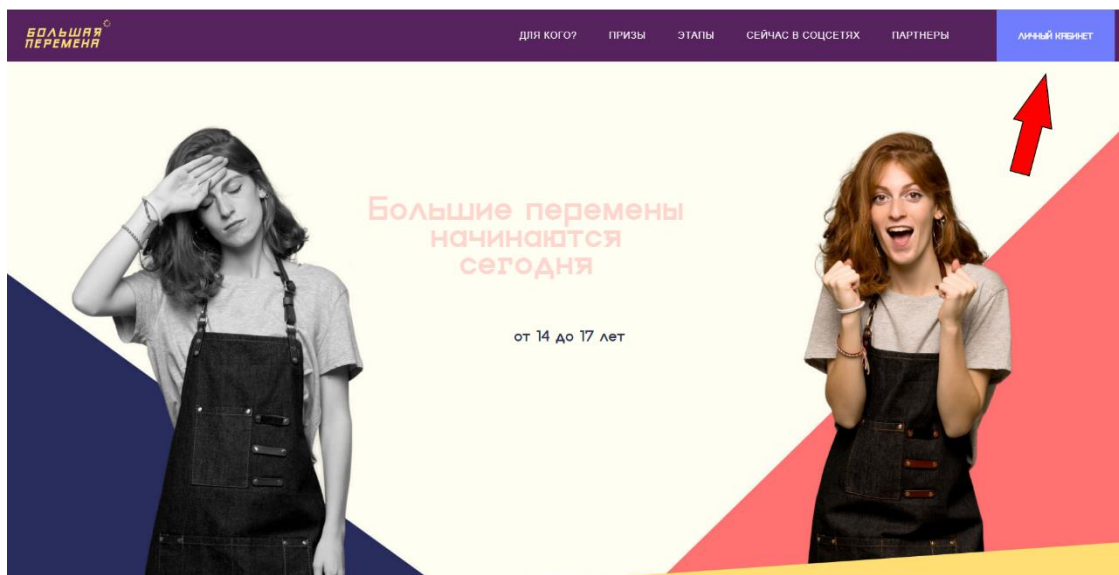 БОЛЬШАЯ
ПЕРЕМЕНА
ДЛЯ КОГО? ПРИЗЫ ЭТАПЫ СЕЙЧАС В СОЦСЕТЯХ ПАРТНЕРЫ ЛИЧНЫЙ КАБИНЕТ
Большие перемены
начинаются
сегодня
от 14 до 17 лет